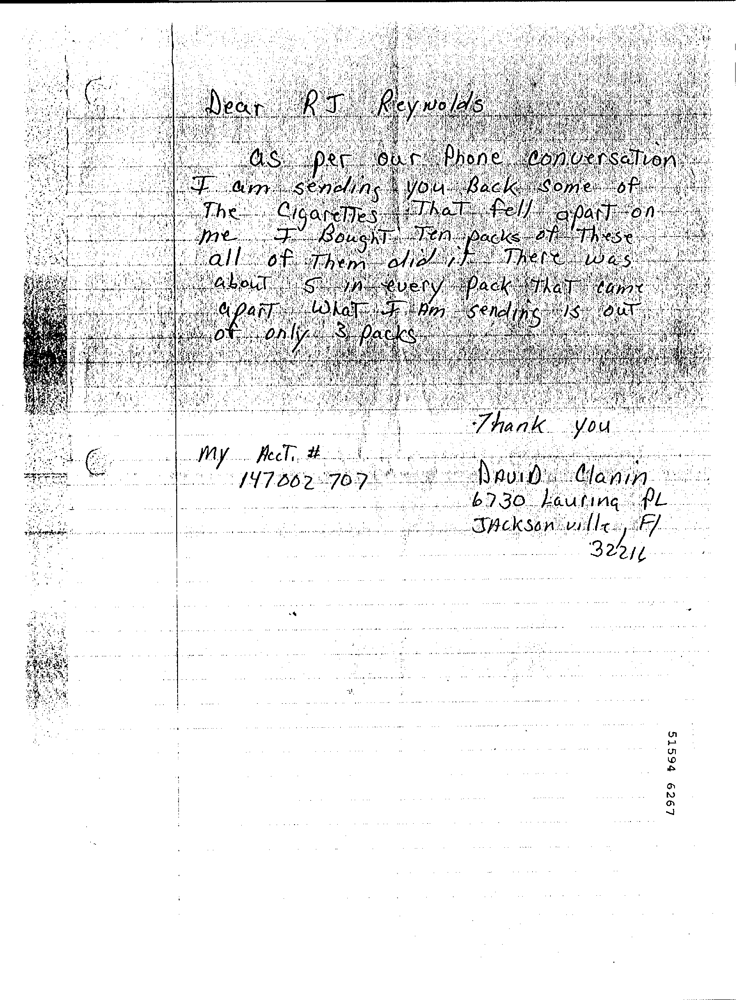 Dear R J Reynolds
as per our Phone conversation
I am sending you Back some of
The CigareTTes ThaT fell aparT on
me I BoughT Ten packs of These
all of Them did it There was
abouT 5 in every Pack ThaT came
aparT WhaT I Am sending is ouT
of only 3 packs
Thank you
My AccT. #
147002 707
DAVID Clanin
6730 Lauring PL
JAcksonville, Fl
32216
51594 6267